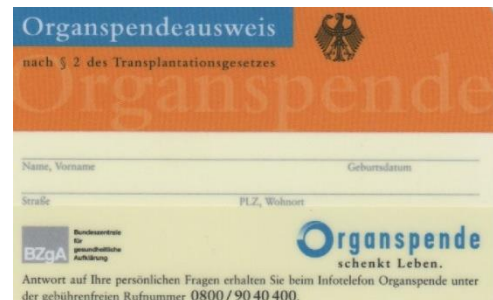 Organspendeausweis
nach § 2 des Transplantationsgesetzes
Organspende
Name, Vorname Geburtsdatum
Straße PLZ, Wohnort
BZgA
Bundeszentrale
für
gesundheitliche
Aufklärung
Organspende
schenkt Leben.
Antwort auf Ihre persönlichen Fragen erhalten Sie beim Infotelefon Organspende unter
der gebührenfreien Rufnummer 0800/90 40 400.